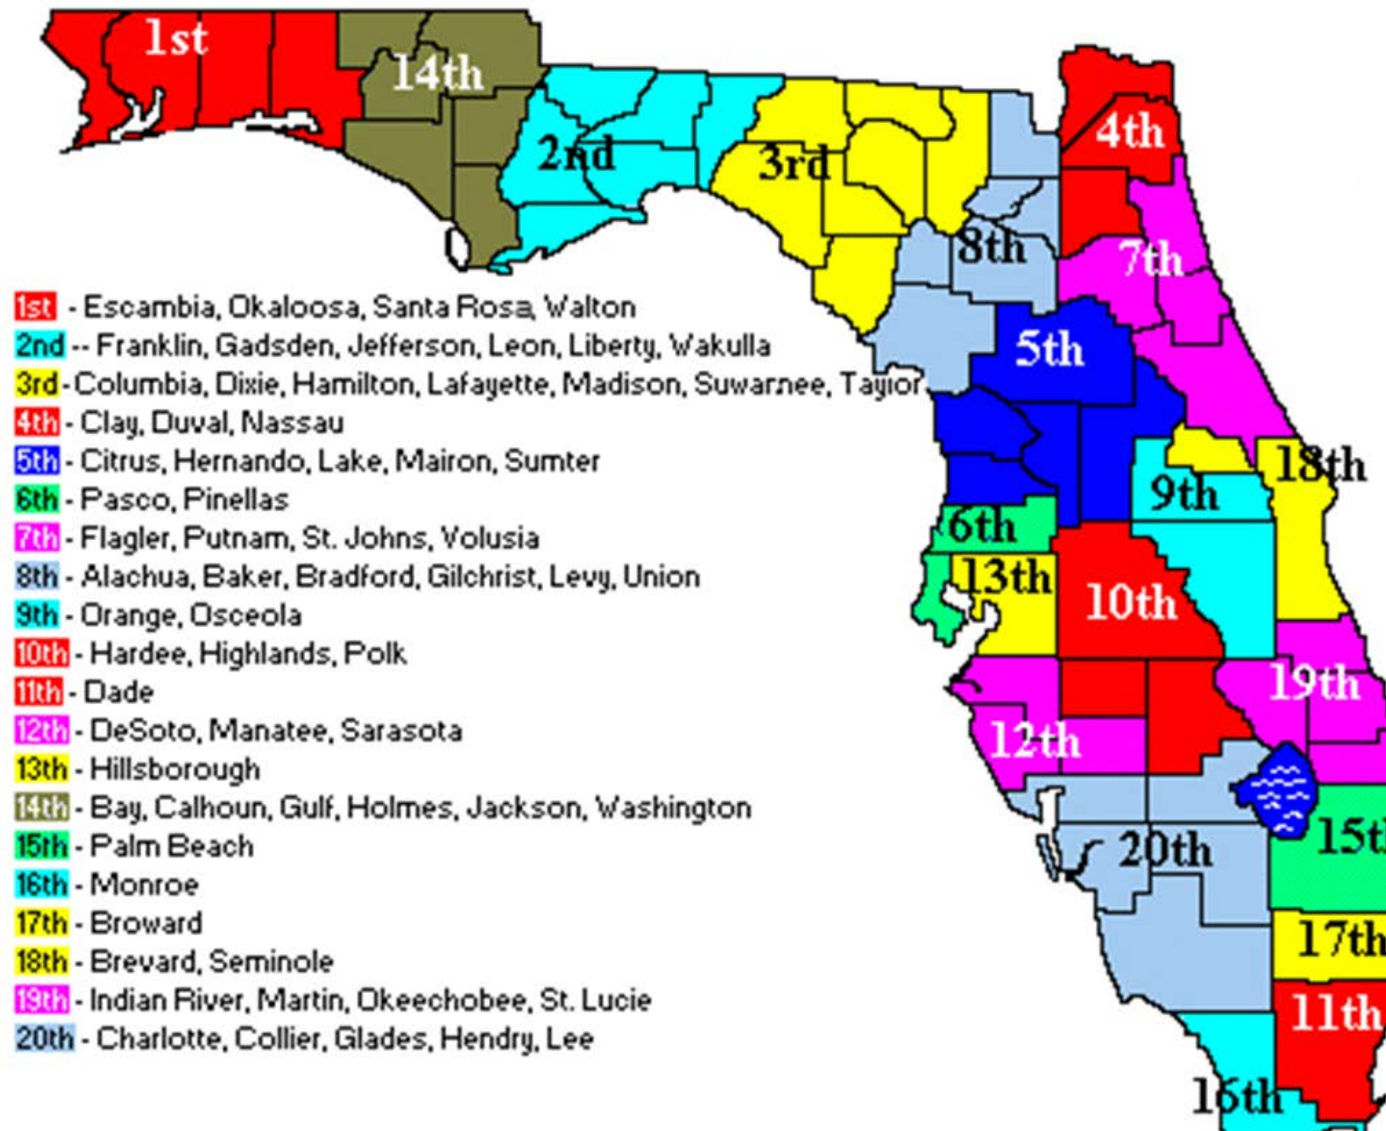 1st
14th
2nd
3rd
4th
8th
7th
5th
18th
9th
6th
13th
10th
19th
12th
20th
15t
17th
11th
16th
1st - Escambia, Okaloosa, Santa Rosa, Walton
2nd -- Franklin, Gadsden, Jefferson, Leon, Liberty, Wakulla
3rd - Columbia, Dixie, Hamilton, Lafayette, Madison, Suwarnee, Tayior
4th - Clay, Duval, Nassau
5th - Citrus, Hernando, Lake, Mairon, Sumter
6th - Pasco, Pinellas
7th - Flagler, Putnam, St. Johns, Volusia
8th - Alachua, Baker, Bradford, Gilchrist, Levy, Union
9th - Orange, Osceola
10th - Hardee, Highlands, Polk
11th - Dade
12th - DeSoto, Manatee, Sarasota
13th - Hillsborough
14th - Bay, Calhoun, Gulf, Holmes, Jackson, Washington
15th - Palm Beach
16th - Monroe
17th - Broward
18th - Brevard, Seminole
19th - Indian River, Martin, Okeechobee, St. Lucie
20th - Charlotte, Collier, Glades, Hendry, Lee